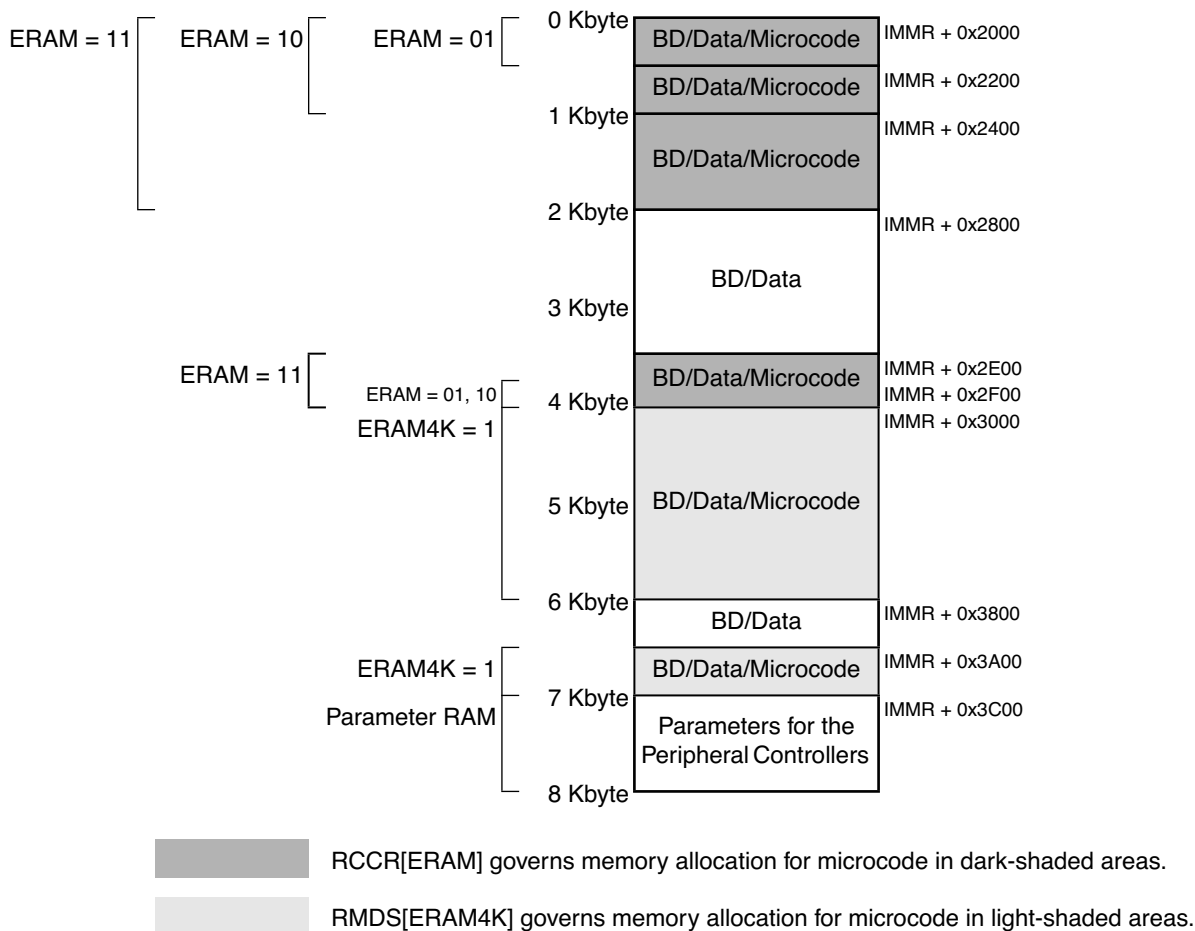 0 Kbyte
ERAM = 11 ERAM = 10 ERAM = 01 BD/Data/Microcode IMMR + 0x2000
BD/Data/Microcode IMMR + 0x2200
1 Kbyte IMMR + 0x2400
BD/Data/Microcode
2 Kbyte IMMR + 0x2800
BD/Data
3 Kbyte
ERAM = 11 BD/Data/Microcode IMMR + 0x2E00
ERAM = 01, 10 IMMR + 0x2F00
4 Kbyte
ERAM4K = 1 IMMR + 0x3000
5 Kbyte BD/Data/Microcode
6 Kbyte IMMR + 0x3800
BD/Data
ERAM4K = 1 BD/Data/Microcode IMMR + 0x3A00
7 Kbyte
Parameter RAM IMMR + 0x3C00
Parameters for the
Peripheral Controllers
8 Kbyte
RCCR[ERAM] governs memory allocation for microcode in dark-shaded areas.
RMDS[ERAM4K] governs memory allocation for microcode in light-shaded areas.